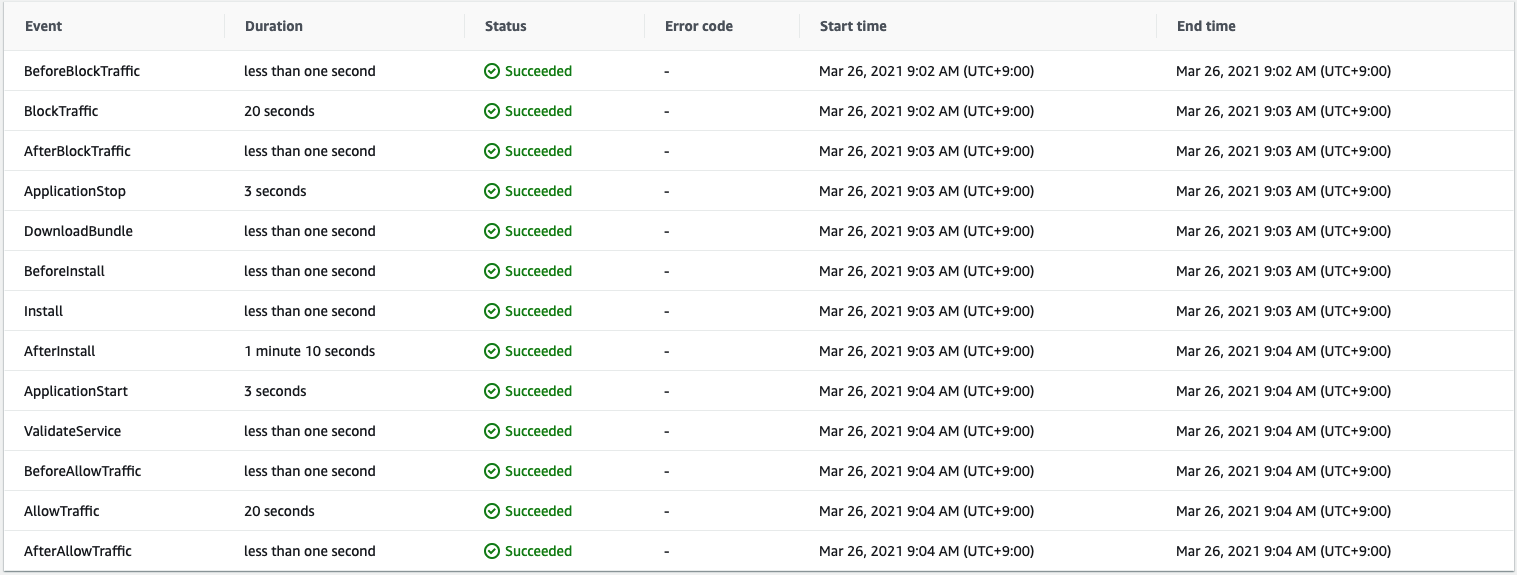 Event Duration Status Error code Start time End time
BeforeBlockTraffic less than one second Succeeded - Mar 26, 2021 9:02 AM (UTC+9:00) Mar 26, 2021 9:02 AM (UTC+9:00)
BlockTraffic 20 seconds Succeeded - Mar 26, 2021 9:02 AM (UTC+9:00) Mar 26, 2021 9:03 AM (UTC+9:00)
AfterBlockTraffic less than one second Succeeded - Mar 26, 2021 9:03 AM (UTC+9:00) Mar 26, 2021 9:03 AM (UTC+9:00)
ApplicationStop 3 seconds Succeeded - Mar 26, 2021 9:03 AM (UTC+9:00) Mar 26, 2021 9:03 AM (UTC+9:00)
DownloadBundle less than one second Succeeded - Mar 26, 2021 9:03 AM (UTC+9:00) Mar 26, 2021 9:03 AM (UTC+9:00)
BeforeInstall less than one second Succeeded - Mar 26, 2021 9:03 AM (UTC+9:00) Mar 26, 2021 9:03 AM (UTC+9:00)
Install less than one second Succeeded - Mar 26, 2021 9:03 AM (UTC+9:00) Mar 26, 2021 9:03 AM (UTC+9:00)
AfterInstall 1 minute 10 seconds Succeeded - Mar 26, 2021 9:03 AM (UTC+9:00) Mar 26, 2021 9:04 AM (UTC+9:00)
ApplicationStart 3 seconds Succeeded - Mar 26, 2021 9:04 AM (UTC+9:00) Mar 26, 2021 9:04 AM (UTC+9:00)
ValidateService less than one second Succeeded - Mar 26, 2021 9:04 AM (UTC+9:00) Mar 26, 2021 9:04 AM (UTC+9:00)
BeforeAllowTraffic less than one second Succeeded - Mar 26, 2021 9:04 AM (UTC+9:00) Mar 26, 2021 9:04 AM (UTC+9:00)
AllowTraffic 20 seconds Succeeded - Mar 26, 2021 9:04 AM (UTC+9:00) Mar 26, 2021 9:04 AM (UTC+9:00)
AfterAllowTraffic less than one second Succeeded - Mar 26, 2021 9:04 AM (UTC+9:00) Mar 26, 2021 9:04 AM (UTC+9:00)